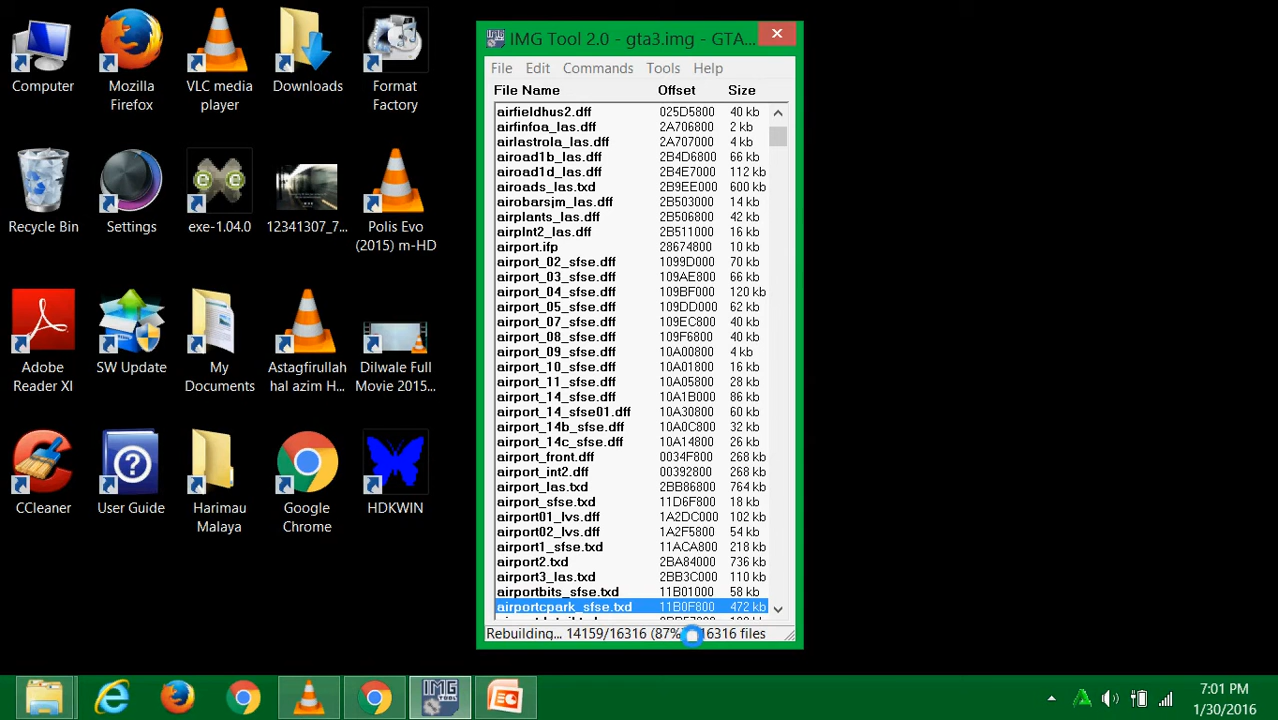 Computer
Mozilla
Firefox
VLC media
player
Downloads
Format
Factory
Recycle Bin
Settings
exe-1.04.0
12341307_7...
Polis Evo
(2015) m-HD
Adobe
Reader XI
SW Update
My
Documents
Astagfirullah
hal azim H...
Dilwale Full
Movie 2015...
CCleaner
User Guide
Harimau
Malaya
Google
Chrome
HDKWIN
IMG Tool 2.0 - gta3.img - GTA...
File Edit Commands Tools Help
File Name Offset Size
airfieldhus2.dff 025D5800 40 kb
airfinfoa_las.dff 2A706800 2 kb
airlastrola_las.dff 2A707000 4 kb
airoad1b_las.dff 2B4D6800 66 kb
airoad1d_las.dff 2B4E7000 112 kb
airoads_las.txd 2B9EE000 600 kb
airobarsjm_las.dff 2B503000 14 kb
airplants_las.dff 2B506800 42 kb
airplnt2_las.dff 2B511000 16 kb
airport.ifp 28674800 10 kb
airport_02_sfse.dff 1099D000 70 kb
airport_03_sfse.dff 109AE800 66 kb
airport_04_sfse.dff 109BF000 120 kb
airport_05_sfse.dff 109DD000 62 kb
airport_07_sfse.dff 109EC800 40 kb
airport_08_sfse.dff 109F6800 40 kb
airport_09_sfse.dff 10A00800 4 kb
airport_10_sfse.dff 10A01800 16 kb
airport_11_sfse.dff 10A05800 28 kb
airport_14_sfse.dff 10A1B000 86 kb
airport_14_sfse01.dff 10A30800 60 kb
airport_14b_sfse.dff 10A0C800 32 kb
airport_14c_sfse.dff 10A14800 26 kb
airport_front.dff 0034F800 268 kb
airport_int2.dff 00392800 268 kb
airport_las.txd 2BB86800 764 kb
airport_sfse.txd 11D6F800 18 kb
airport01_lvs.dff 1A2DC000 102 kb
airport02_lvs.dff 1A2F5800 54 kb
airport1_sfse.txd 11ACA800 218 kb
airport2.txd 2BA84000 736 kb
airport3_las.txd 2BB3C000 110 kb
airportbits_sfse.txd 11B01000 58 kb
airportcpark_sfse.txd 11B0F800 472 kb
Rebuilding... 14159/16316 (87% 16316 files
IMG
TOOL
7:01 PM
1/30/2016